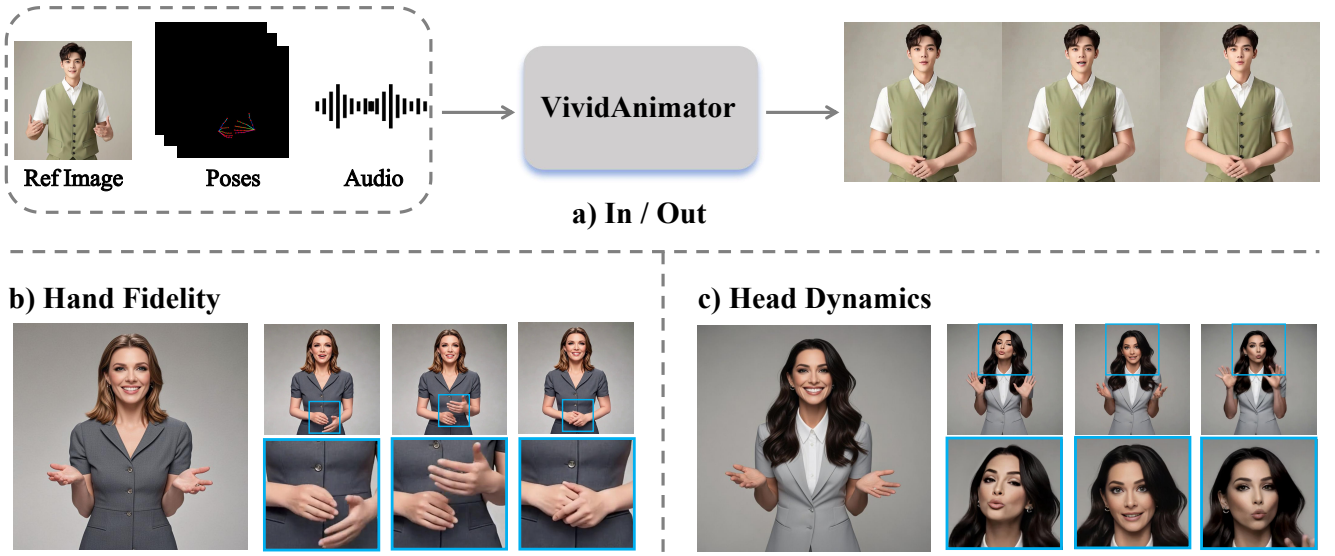 Ref Image
Poses
Audio
VividAnimator
a) In / Out
b) Hand Fidelity
c) Head Dynamics